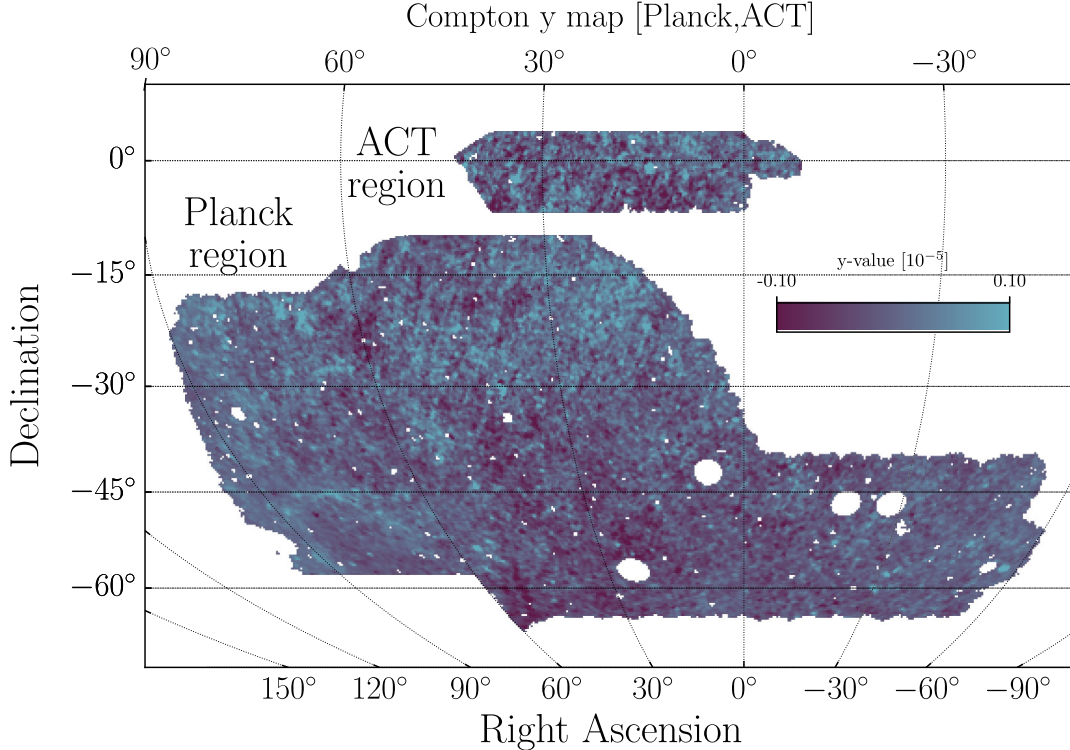 Compton y map [Planck,ACT]
90° 60° 30° 0° −30°
ACT
region
0°
Planck
region
−15°
y-value [10⁻⁵]
-0.10 0.10
−30°
Declination
−45°
−60°
150° 120° 90° 60° 30° 0° −30° −60° −90°
Right Ascension